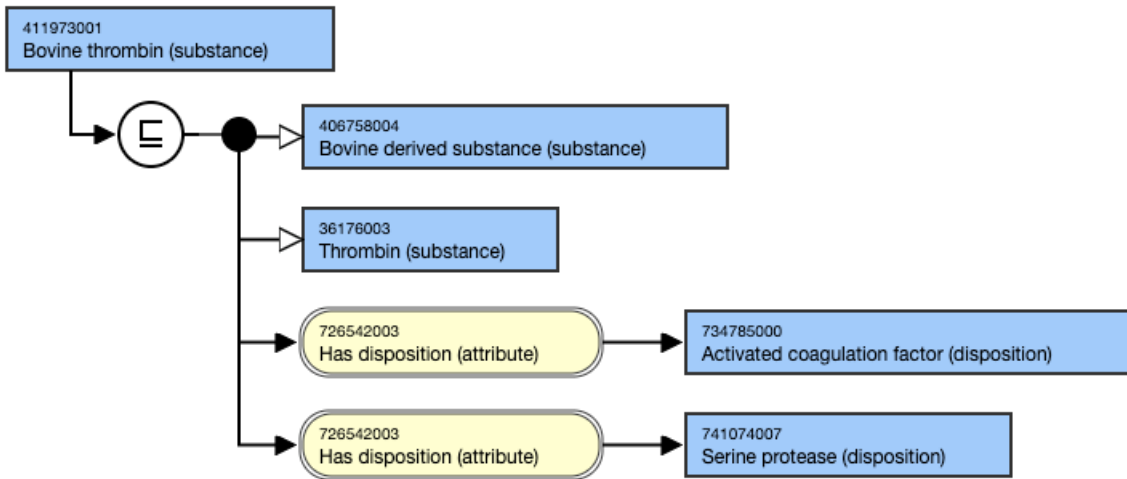 411973001
Bovine thrombin (substance)
⊑
406758004
Bovine derived substance (substance)
36176003
Thrombin (substance)
726542003
Has disposition (attribute)
734785000
Activated coagulation factor (disposition)
726542003
Has disposition (attribute)
741074007
Serine protease (disposition)